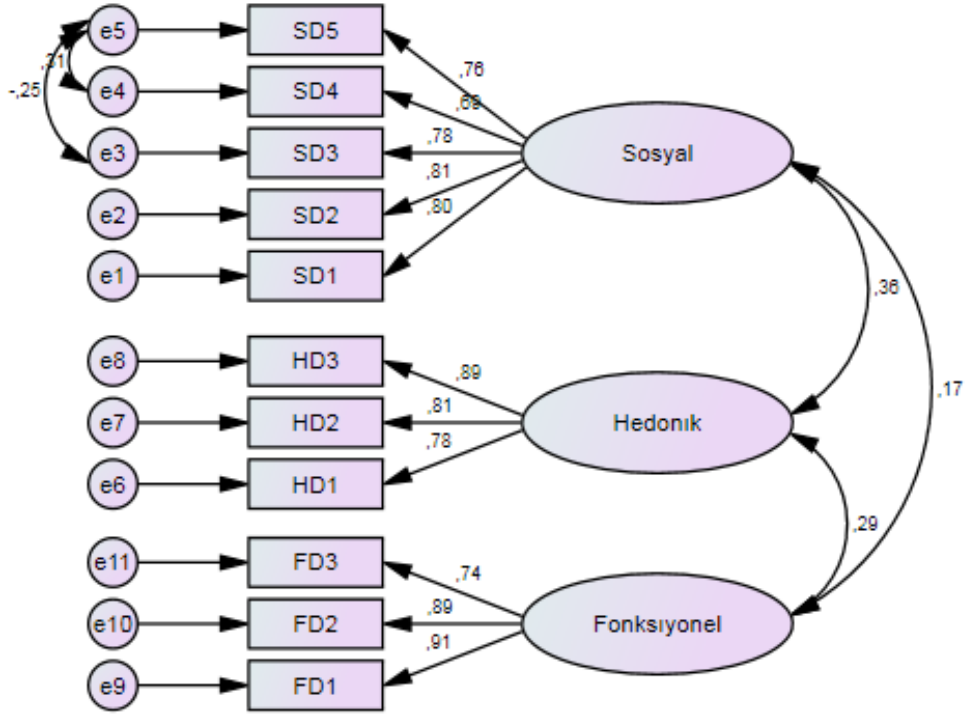 e5
SD5
,76
,31
-,25
e4
SD4
,69
e3
SD3
,78
Sosyal
e2
SD2
,81
,80
e1
SD1
,36
e8
HD3
,89
,17
e7
HD2
,81
Hedonık
e6
HD1
,78
,29
e11
FD3
,74
e10
FD2
,89
Fonksıyonel
e9
FD1
,91